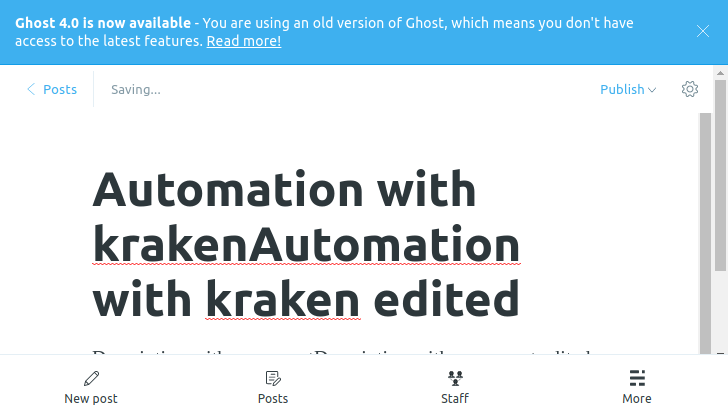 Ghost 4.0 is now available - You are using an old version of Ghost, which means you don't have
access to the latest features. Read more!
Posts
Saving...
Publish
Automation with
krakenAutomation
with kraken edited
New post
Posts
Staff
More